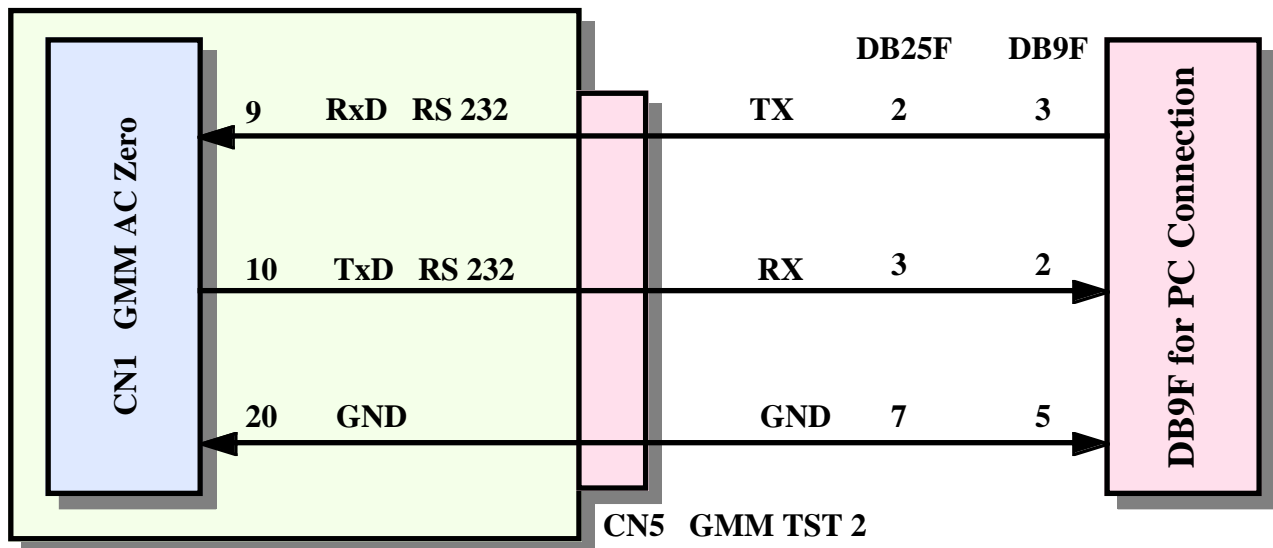 DB25F DB9F
9 RxD RS 232 TX 2 3
10 TxD RS 232 RX 3 2
20 GND GND 7 5
CN1 GMM AC Zero
DB9F for PC Connection
CN5 GMM TST 2